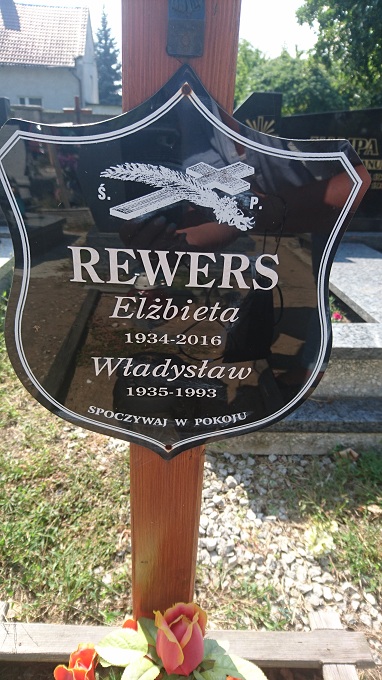 Ś. P.
REWERS
Elżbieta
1934-2016
Władysław
1935-1993
SPOCZYWAJ W POKOJU